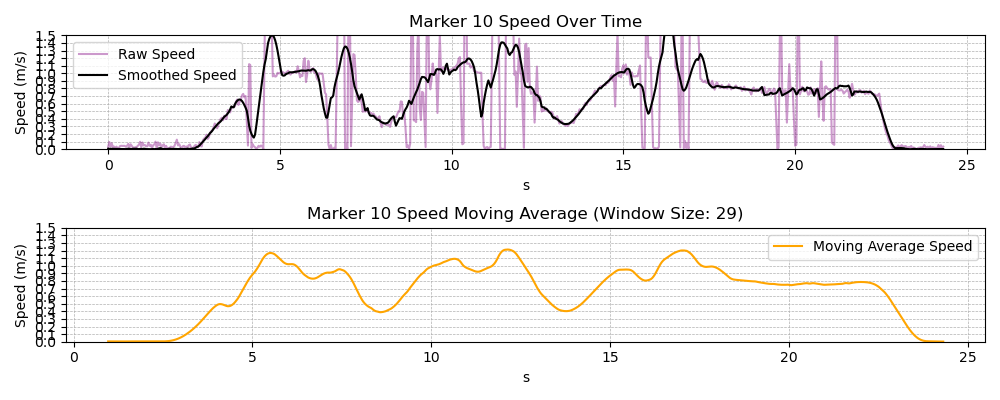 Marker 10 Speed Over Time
Speed (m/s)
1.5
1.4
1.3
1.2
1.1
1.0
0.9
0.8
0.7
0.6
0.5
0.4
0.3
0.2
0.1
0.0
Raw Speed
Smoothed Speed
0 5 10 15 20 25
s
Marker 10 Speed Moving Average (Window Size: 29)
Speed (m/s)
1.5
1.4
1.3
1.2
1.1
1.0
0.9
0.8
0.7
0.6
0.5
0.4
0.3
0.2
0.1
0.0
Moving Average Speed
0 5 10 15 20 25
s